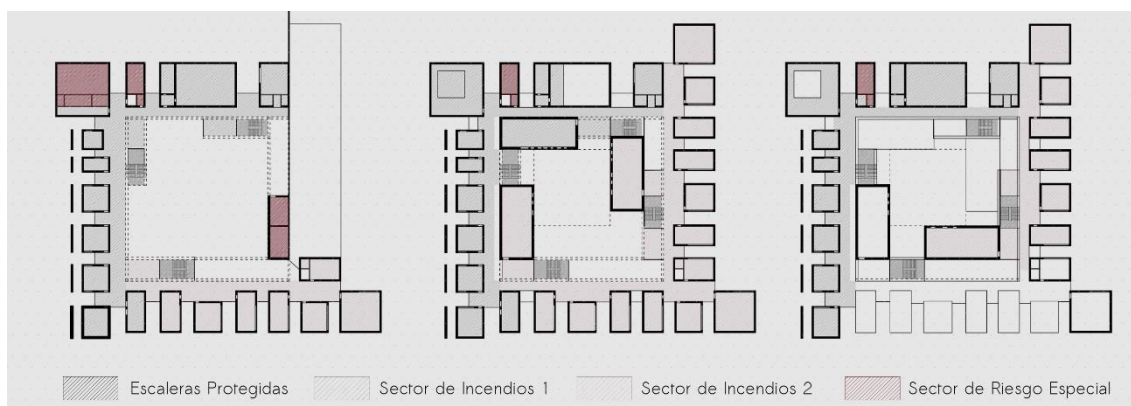 Escaleras Protegidas Sector de Incendios 1 Sector de Incendios 2 Sector de Riesgo Especial